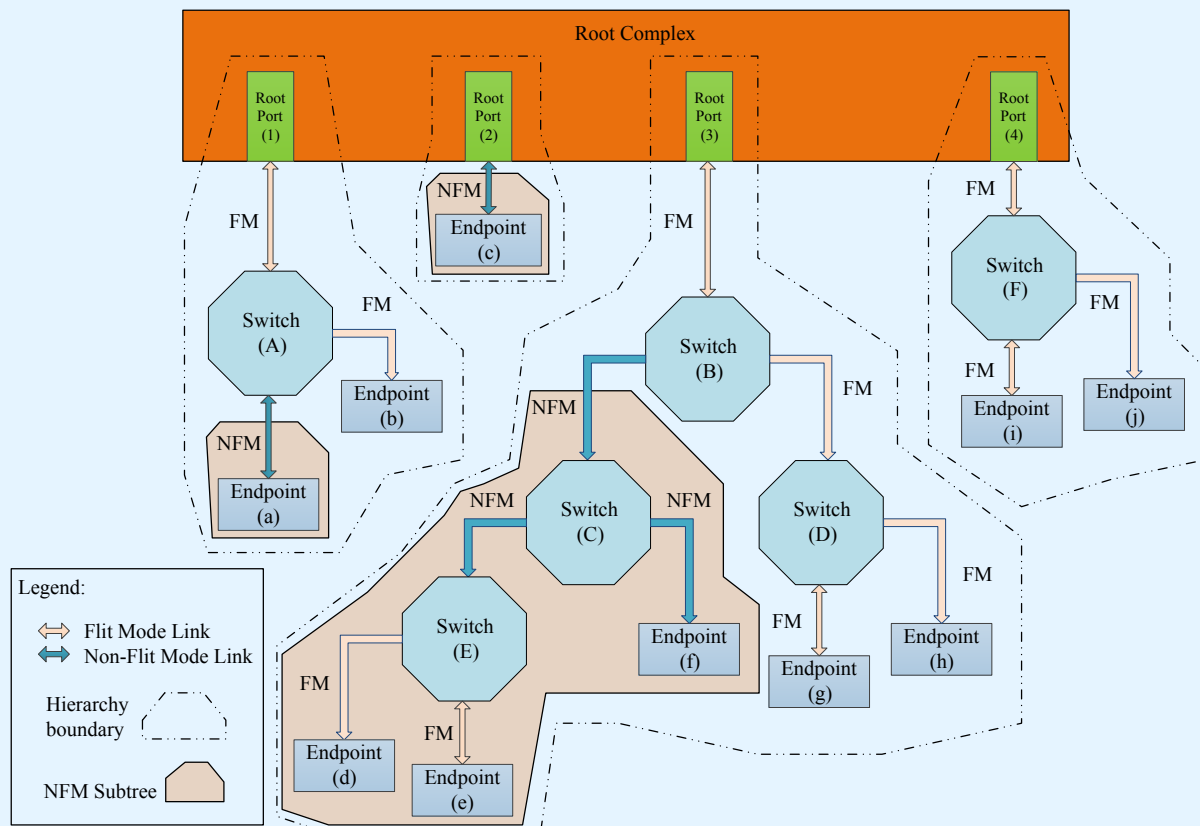 Root Complex
Root
Port
(1)
Root
Port
(2)
Root
Port
(3)
Root
Port
(4)
FM
NFM
FM
FM
Endpoint
(c)
Switch
(A)
FM
Switch
(F)
FM
Endpoint
(b)
Switch
(B)
FM
FM
Endpoint
(i)
Endpoint
(j)
NFM
Endpoint
(a)
NFM
Switch
(C)
NFM
NFM
Switch
(D)
FM
FM
Endpoint
(g)
Endpoint
(h)
Switch
(E)
Endpoint
(f)
FM
FM
Endpoint
(d)
Endpoint
(e)
Legend:
Flit Mode Link
Non-Flit Mode Link
Hierarchy
boundary
NFM Subtree